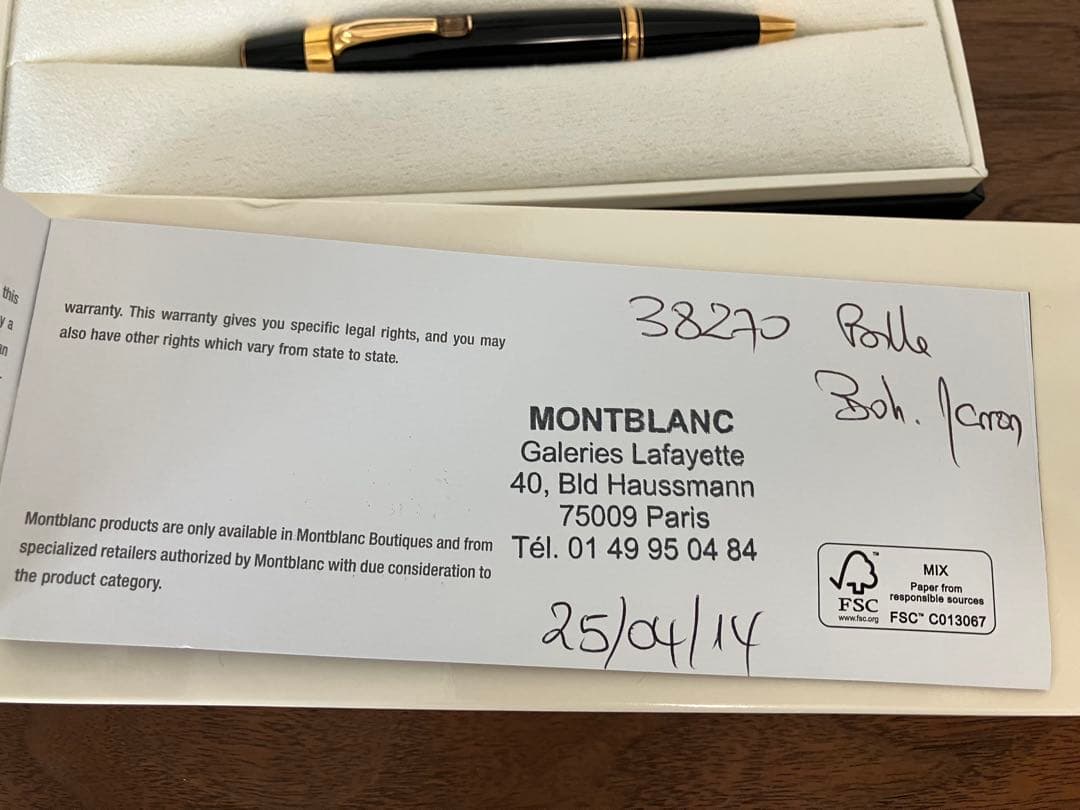 this
y a
an
warranty. This warranty gives you specific legal rights, and you may
also have other rights which vary from state to state.
38270
Boh.
MONTBLANC
Galeries Lafayette
40, Bld Haussmann
75009 Paris
Tél. 01 49 95 04 84
Montblanc products are only available in Montblanc Boutiques and from
specialized retailers authorized by Montblanc with due consideration to
the product category.
25/04/14
FSC
www.fsc.org
MIX
Paper from
responsible sources
FSC™ C013067